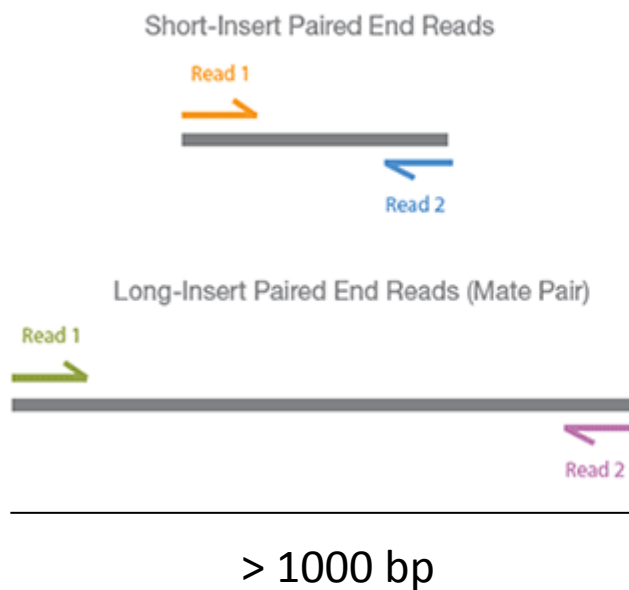 Short-Insert Paired End Reads
Read 1
Read 2
Long-Insert Paired End Reads (Mate Pair)
Read 1
Read 2
> 1000 bp